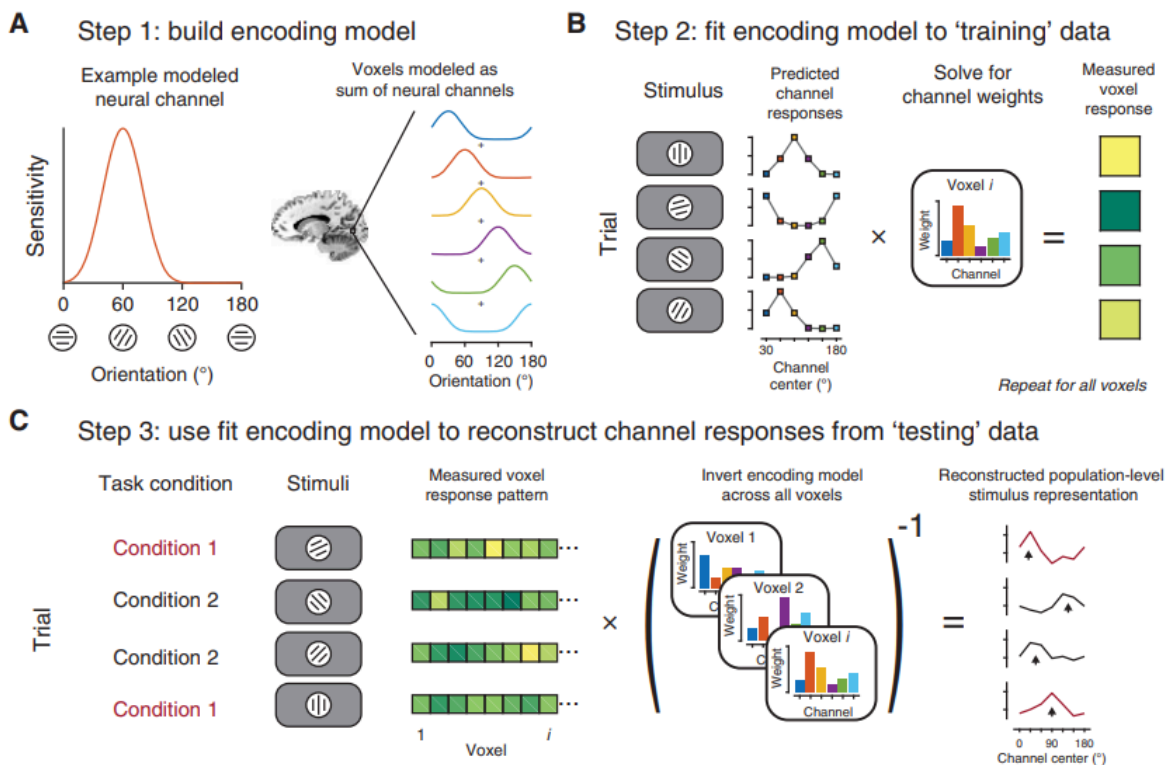 A
Step 1: build encoding model
Example modeled
neural channel
Sensitivity
0
60
120
180
Orientation (°)
Voxels modeled as
sum of neural channels
+
+
+
+
+
0
60
120
180
Orientation (°)
B
Step 2: fit encoding model to ‘training’ data
Stimulus
Predicted
channel
responses
Solve for
channel weights
Measured
voxel
response
Trial
30
180
Channel
center (°)
×
Voxel i
Weight
Channel
=
Repeat for all voxels
C
Step 3: use fit encoding model to reconstruct channel responses from ‘testing’ data
Task condition
Stimuli
Measured voxel
response pattern
Invert encoding model
across all voxels
Reconstructed population-level
stimulus representation
Trial
Condition 1
Condition 2
Condition 2
Condition 1
...
...
...
...
1
i
Voxel
×
Voxel 1
Weight
Voxel 2
Weight
C
Voxel i
Weight
Channel
-1
=
0
90
180
Channel center (°)